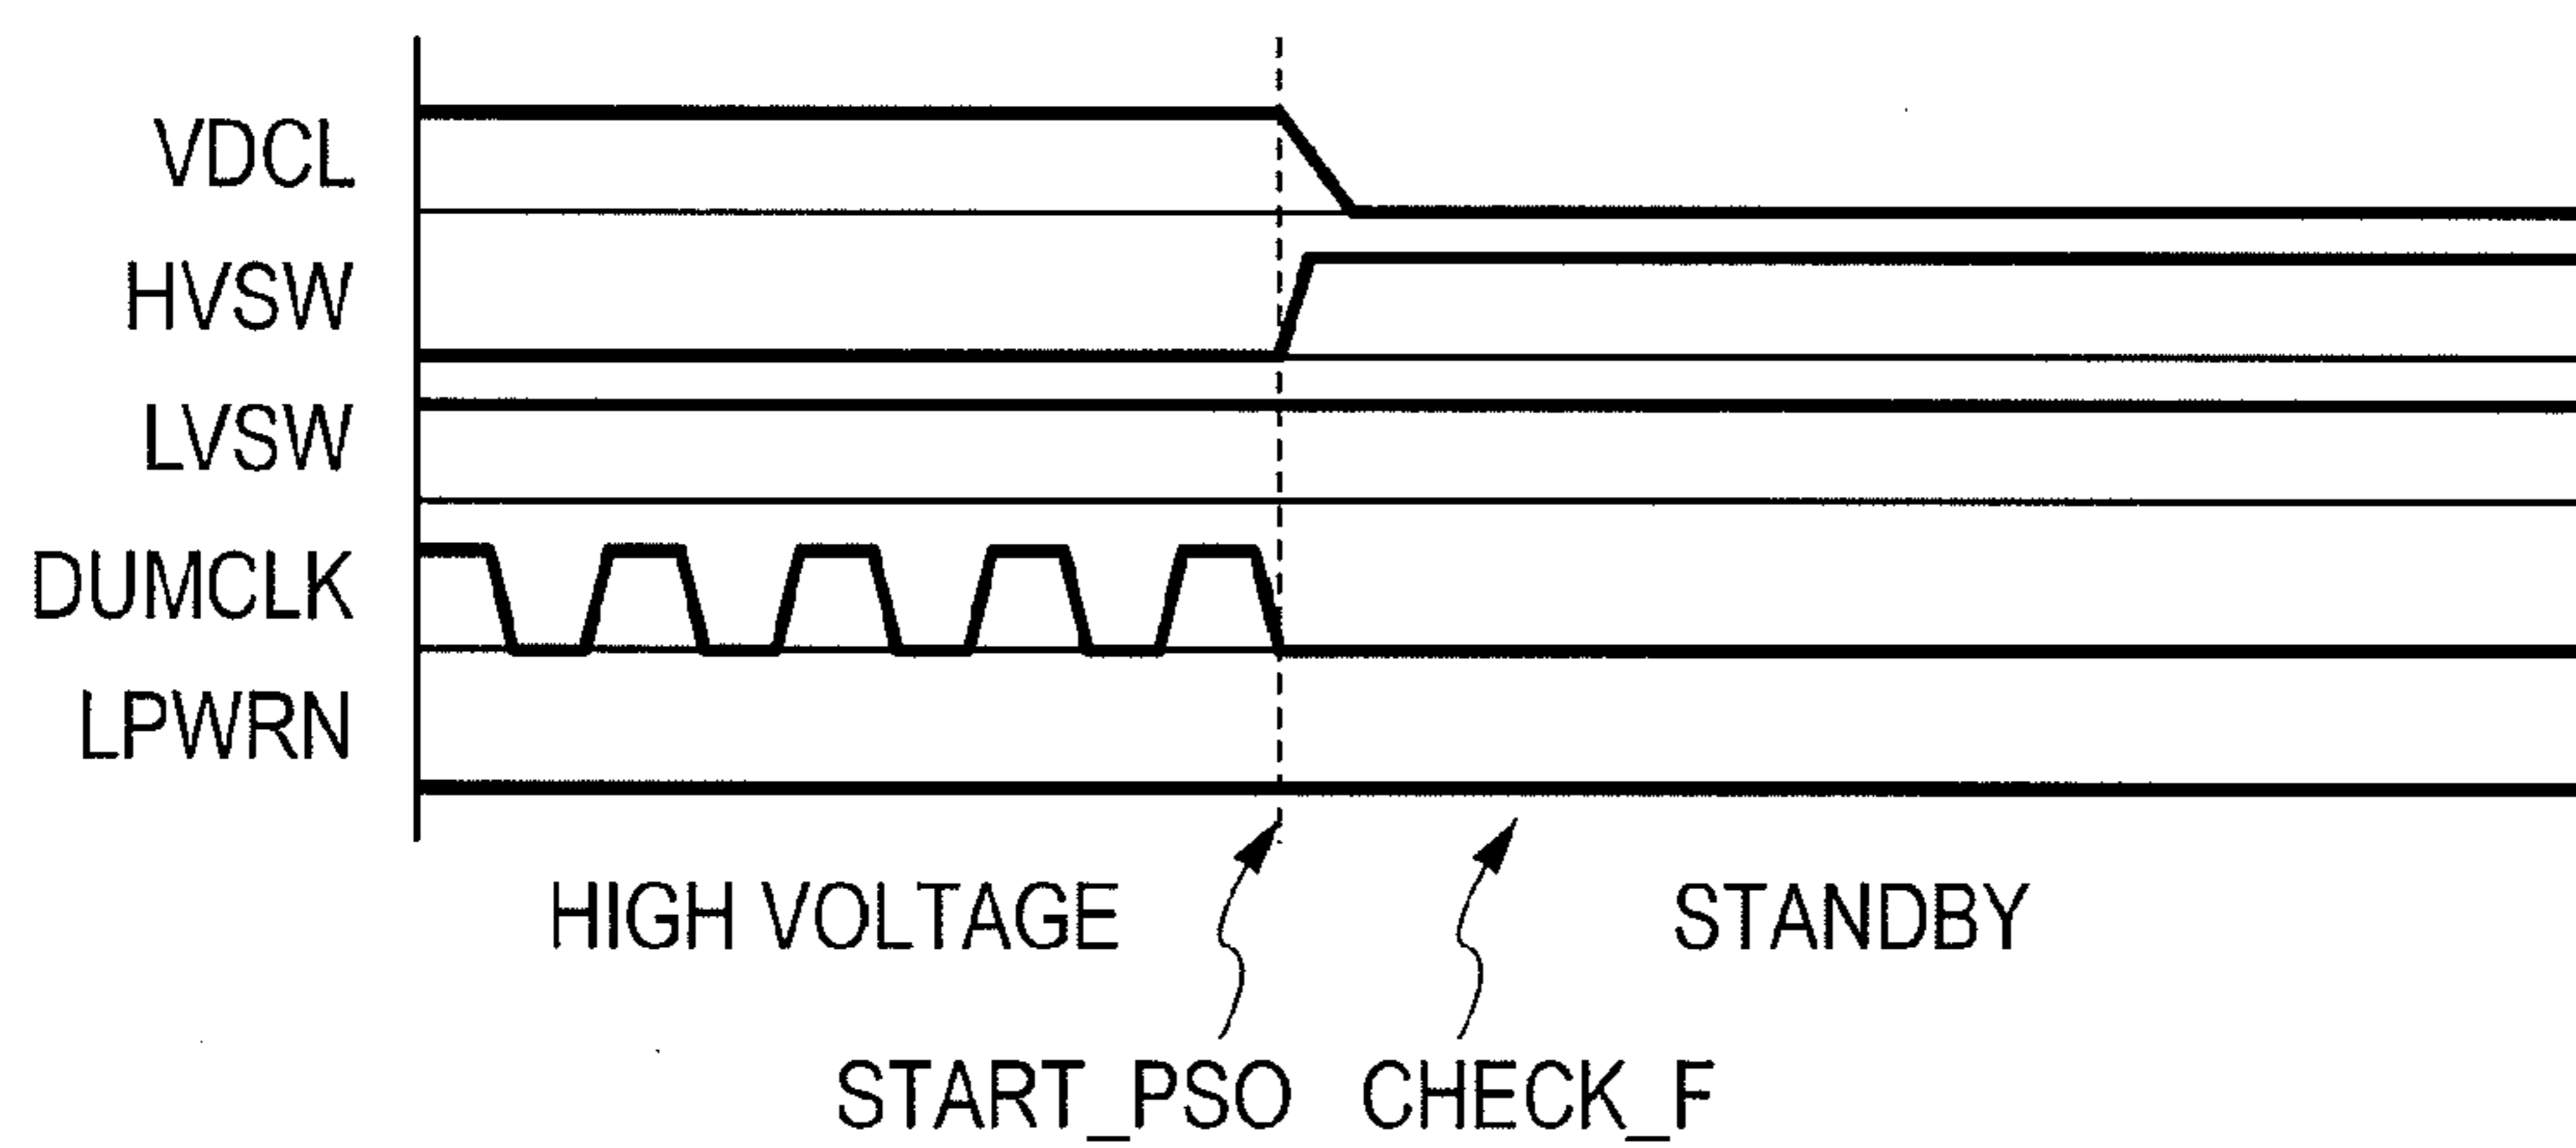 VDCL
HVSW
LVSW
DUMCLK
LPWRN
HIGH VOLTAGE STANDBY
START_PSO CHECK_F